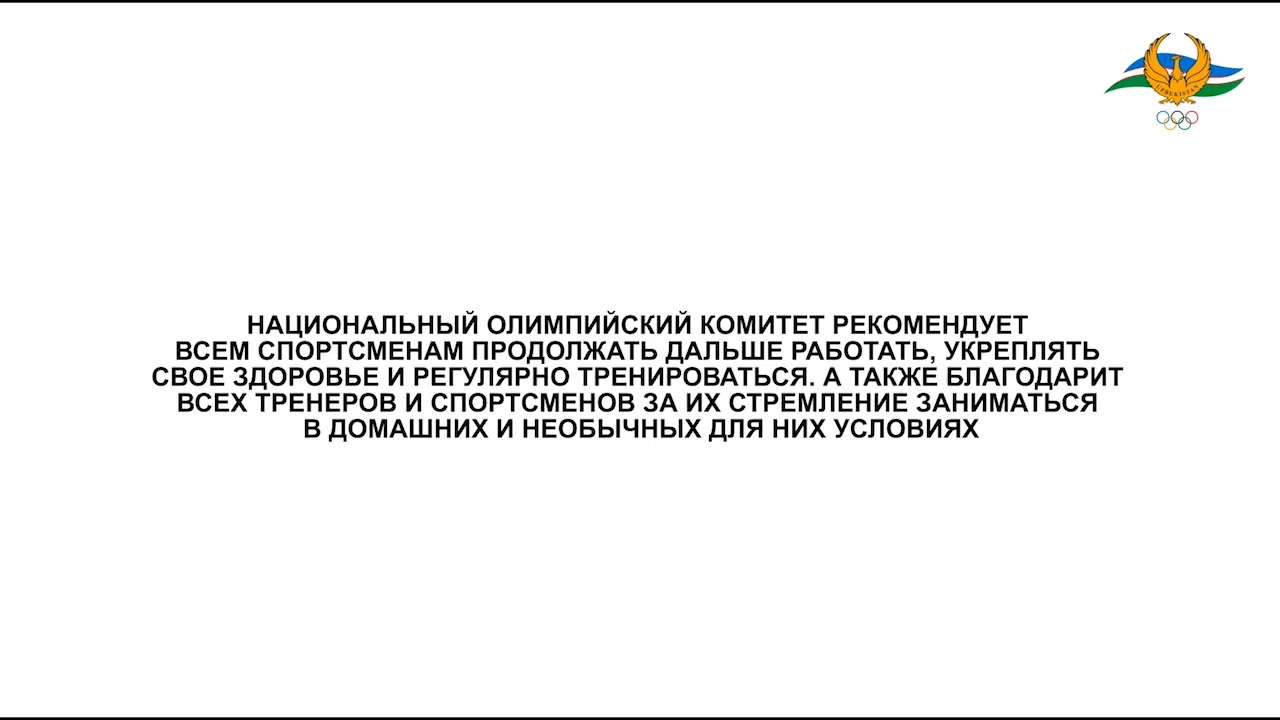 UZBEKISTAN
НАЦИОНАЛЬНЫЙ ОЛИМПИЙСКИЙ КОМИТЕТ РЕКОМЕНДУЕТ
ВСЕМ СПОРТСМЕНАМ ПРОДОЛЖАТЬ ДАЛЬШЕ РАБОТАТЬ, УКРЕПЛЯТЬ
СВОЕ ЗДОРОВЬЕ И РЕГУЛЯРНО ТРЕНИРОВАТЬСЯ. А ТАКЖЕ БЛАГОДАРИТ
ВСЕХ ТРЕНЕРОВ И СПОРТСМЕНОВ ЗА ИХ СТРЕМЛЕНИЕ ЗАНИМАТЬСЯ
В ДОМАШНИХ И НЕОБЫЧНЫХ ДЛЯ НИХ УСЛОВИЯХ